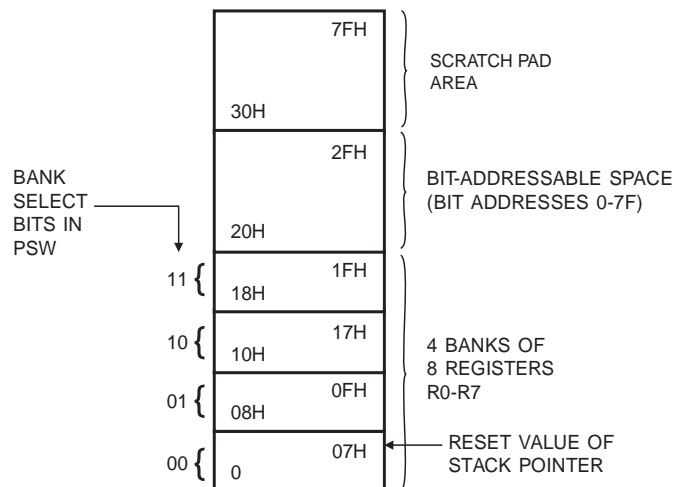 7FH
SCRATCH PAD
AREA
30H
2FH
BANK
SELECT
BITS IN
PSW
BIT-ADDRESSABLE SPACE
(BIT ADDRESSES 0-7F)
20H
11 {
1FH
18H
10 {
17H
10H
4 BANKS OF
8 REGISTERS
R0-R7
01 {
0FH
08H
00 {
07H
0
RESET VALUE OF
STACK POINTER